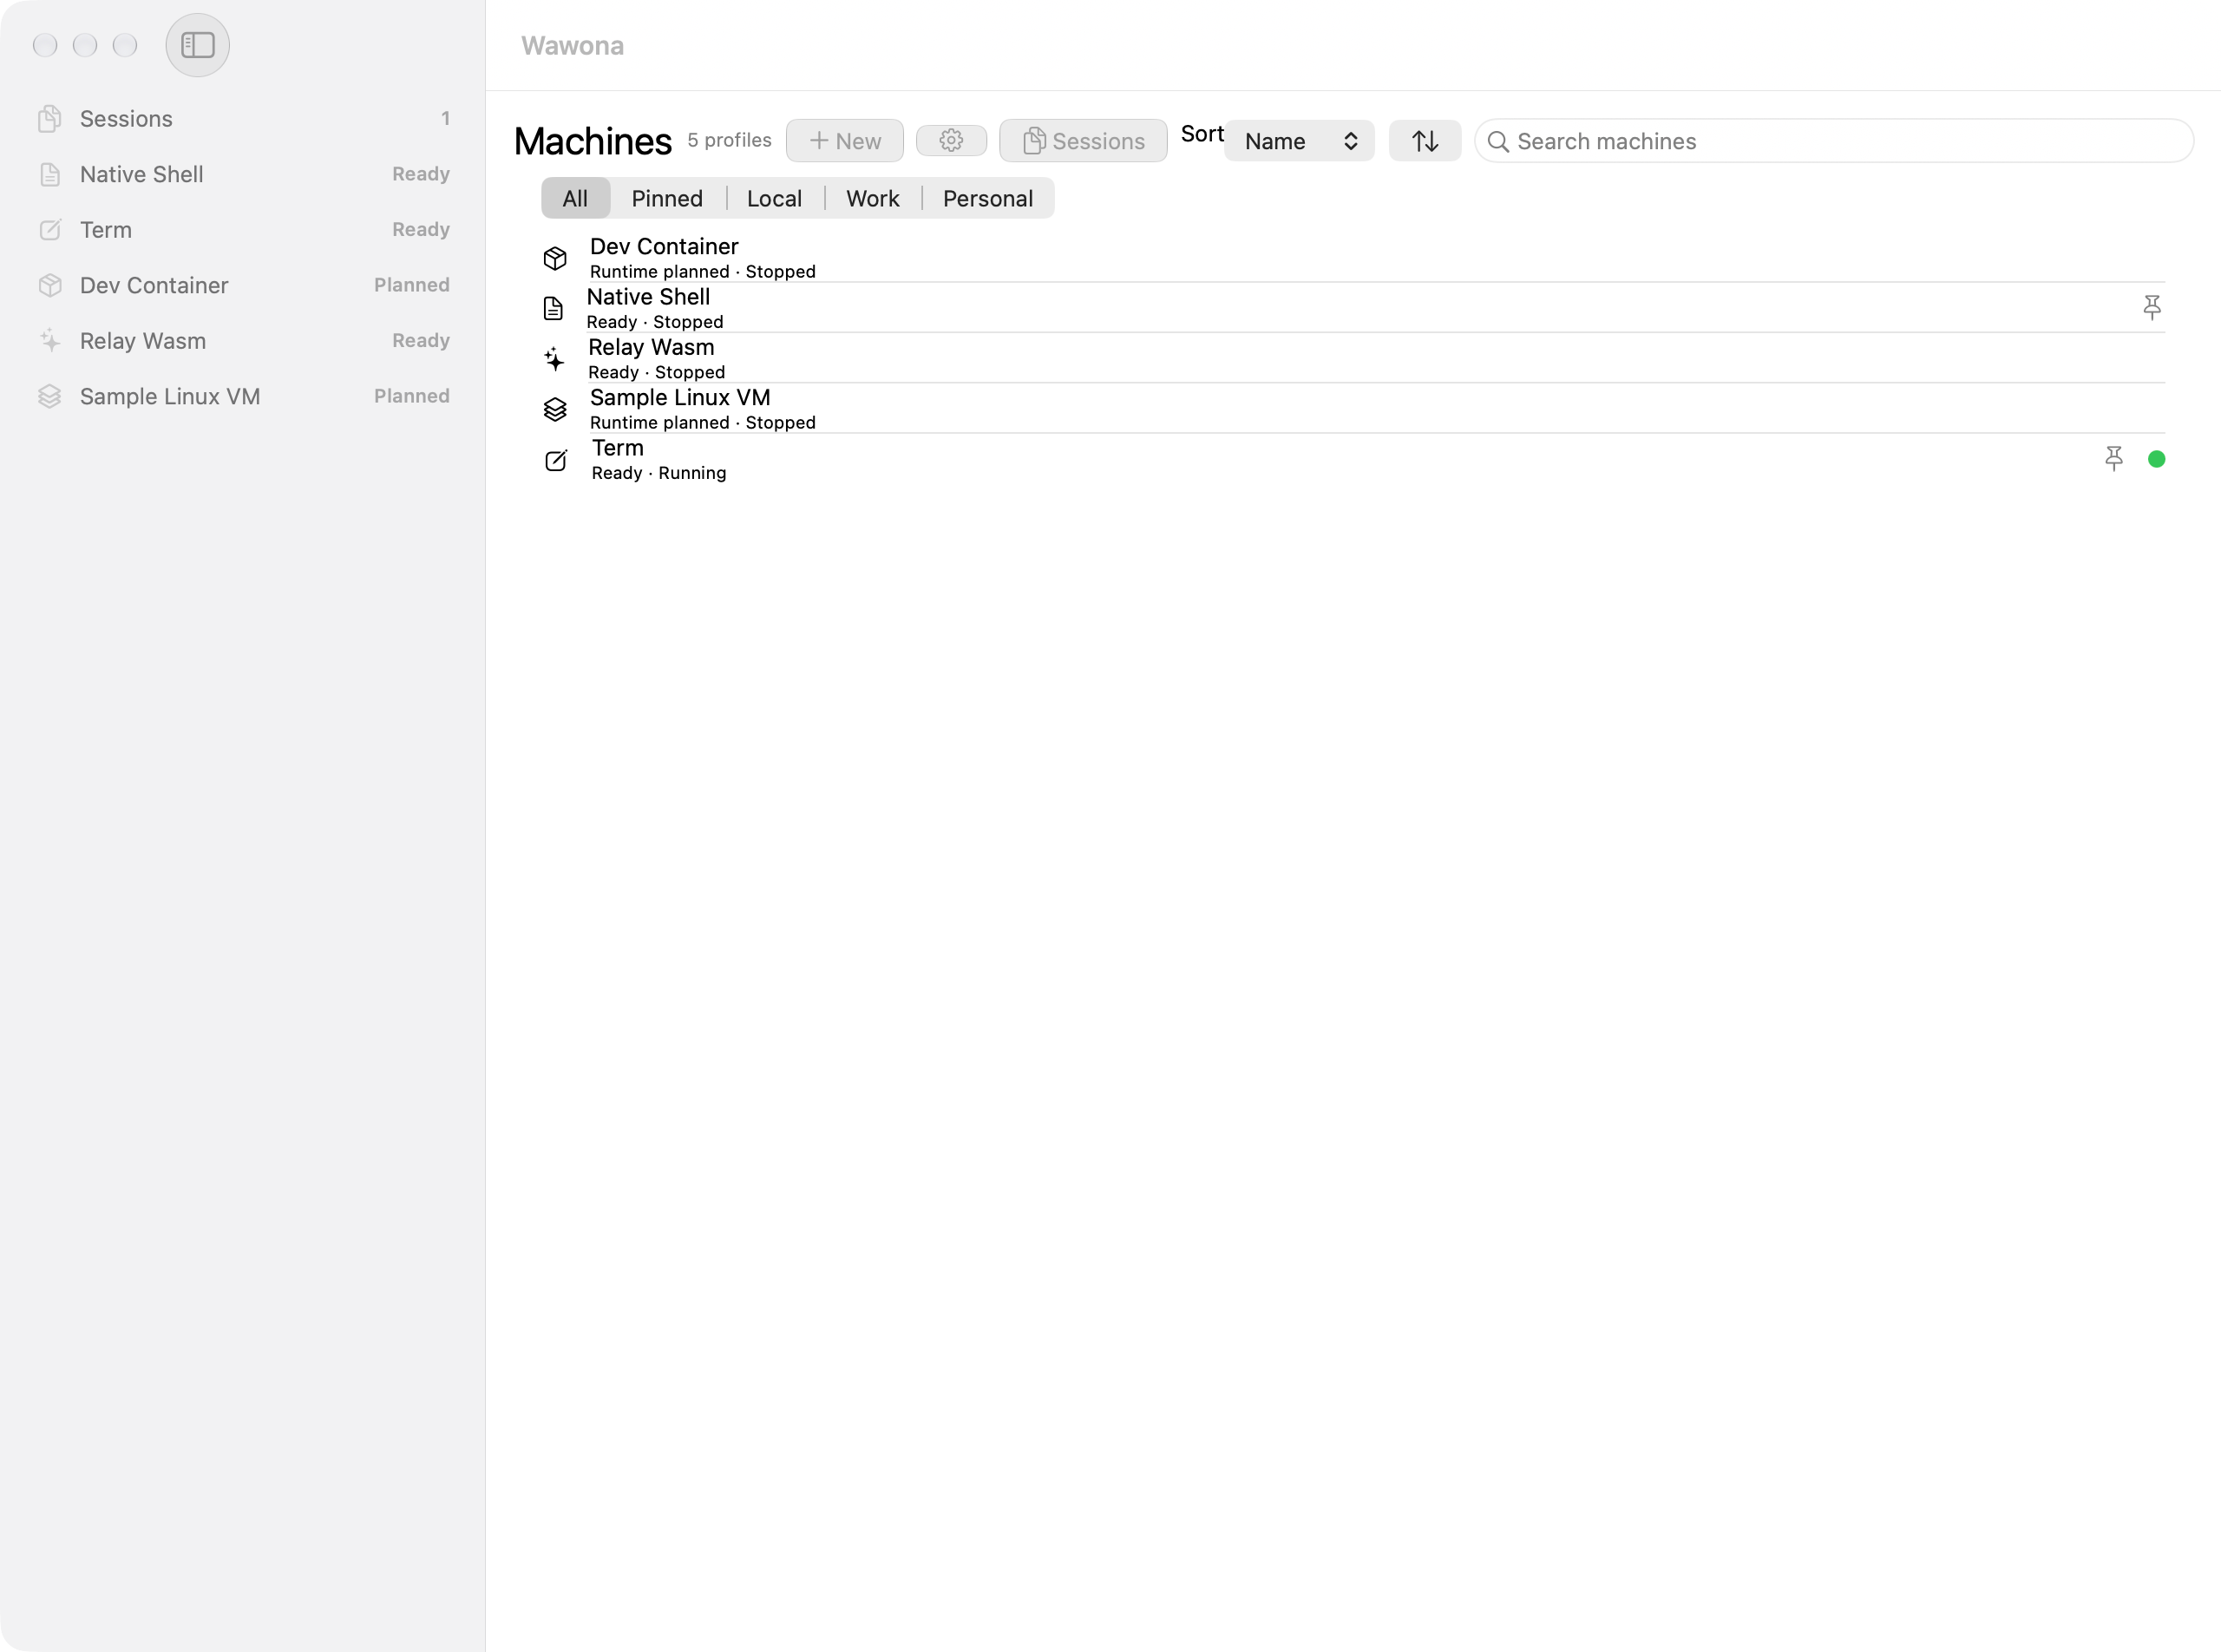 Sessions 1
Native Shell Ready
Term Ready
Dev Container Planned
Relay Wasm Ready
Sample Linux VM Planned
Wawona
Machines 5 profiles + New Sessions Sort Name Search machines
All Pinned Local Work Personal
Dev Container
Runtime planned · Stopped
Native Shell
Ready · Stopped
Relay Wasm
Ready · Stopped
Sample Linux VM
Runtime planned · Stopped
Term
Ready · Running